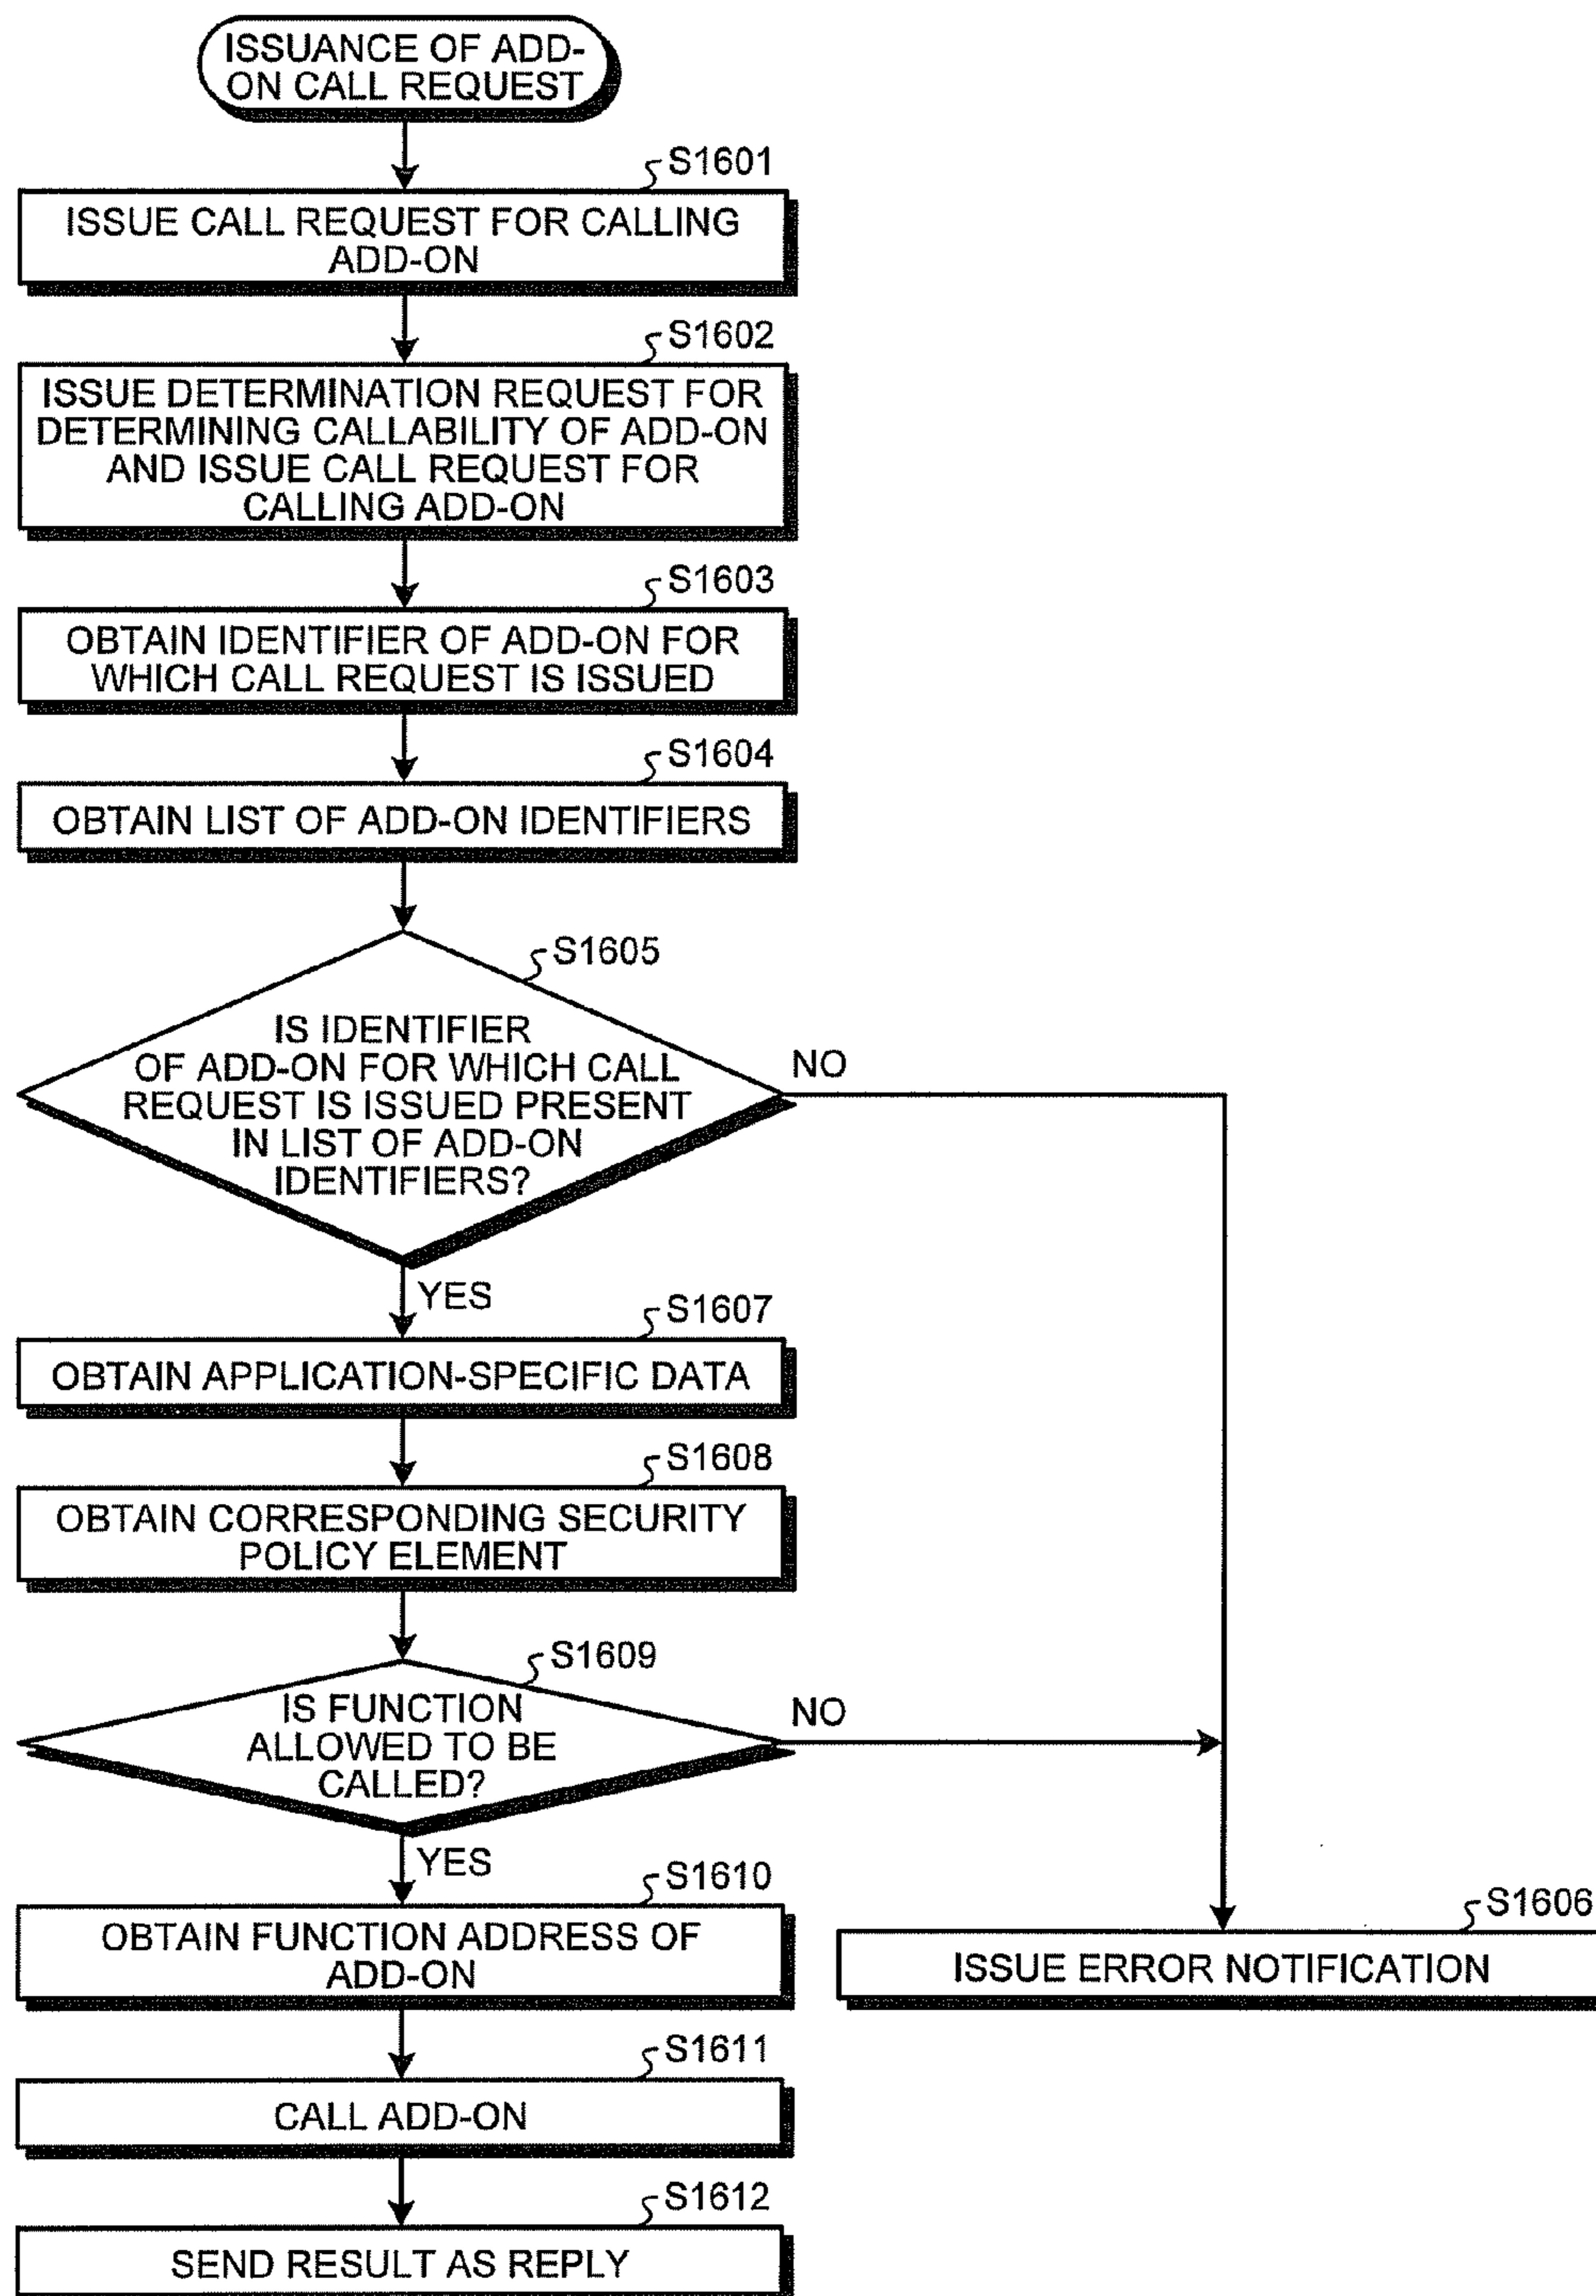 ISSUANCE OF ADD-
ON CALL REQUEST
S1601
ISSUE CALL REQUEST FOR CALLING
ADD-ON
S1602
ISSUE DETERMINATION REQUEST FOR
DETERMINING CALLABILITY OF ADD-ON
AND ISSUE CALL REQUEST FOR
CALLING ADD-ON
S1603
OBTAIN IDENTIFIER OF ADD-ON FOR
WHICH CALL REQUEST IS ISSUED
S1604
OBTAIN LIST OF ADD-ON IDENTIFIERS
S1605
IS IDENTIFIER
OF ADD-ON FOR WHICH CALL
REQUEST IS ISSUED PRESENT
IN LIST OF ADD-ON
IDENTIFIERS?
NO
YES
S1607
OBTAIN APPLICATION-SPECIFIC DATA
S1608
OBTAIN CORRESPONDING SECURITY
POLICY ELEMENT
S1609
IS FUNCTION
ALLOWED TO BE
CALLED?
NO
YES
S1610
OBTAIN FUNCTION ADDRESS OF
ADD-ON
S1606
ISSUE ERROR NOTIFICATION
S1611
CALL ADD-ON
S1612
SEND RESULT AS REPLY